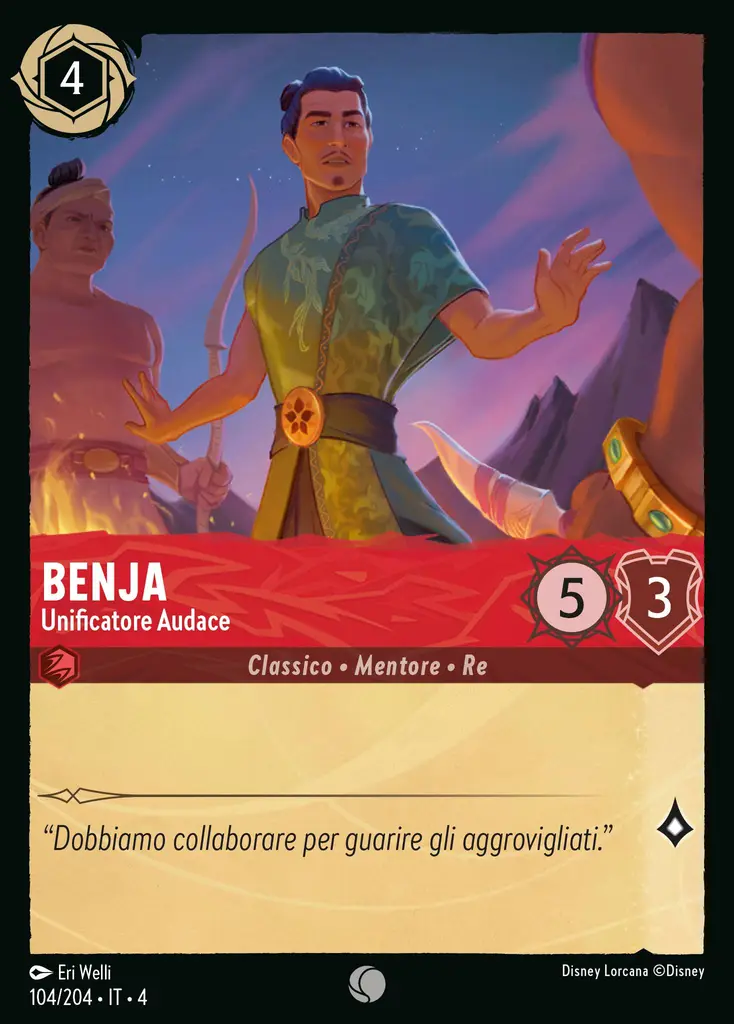 4
BENJA
Unificatore Audace
5
3
Classico • Mentore • Re
“Dobbiamo collaborare per guarire gli aggrovigliati.”
Eri Welli
Disney Lorcana ©Disney
104/204 • IT • 4